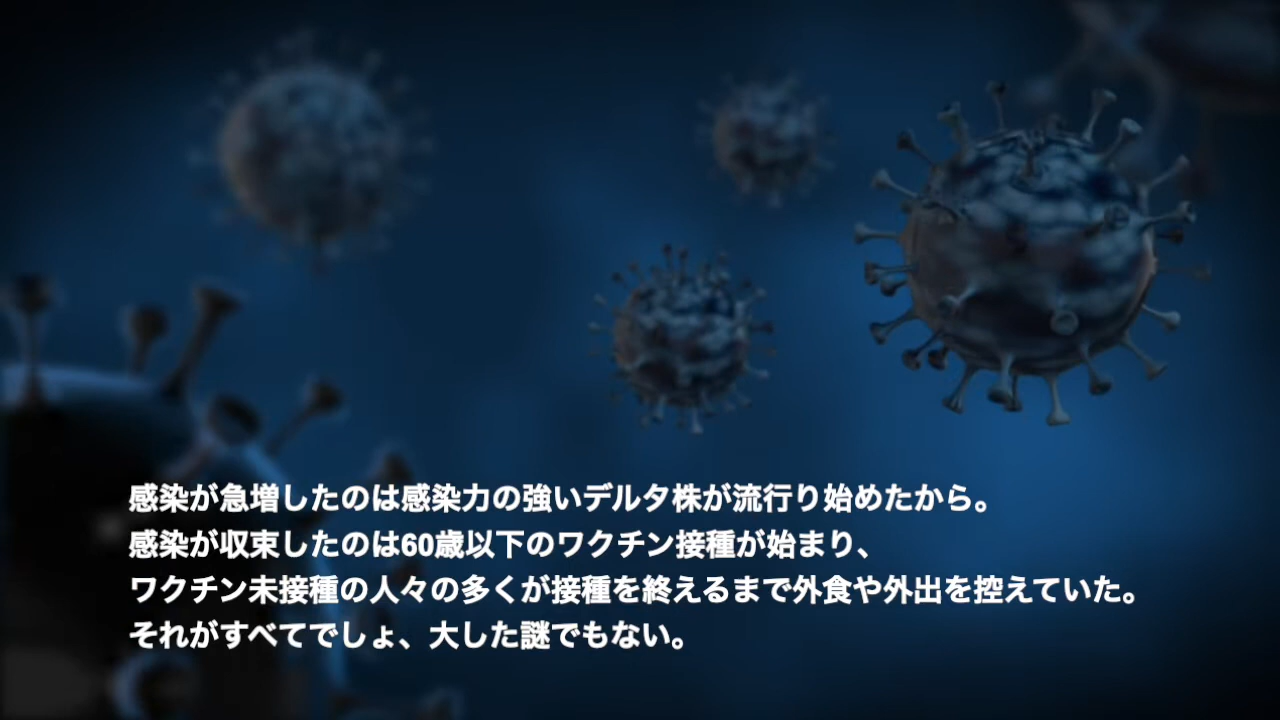 感染が急増したのは感染力の強いデルタ株が流行り始めたから。
感染が収束したのは60歳以下のワクチン接種が始まり、
ワクチン未接種の人々の多くが接種を終えるまで外食や外出を控えていた。
それがすべてでしょ、大した謎でもない。